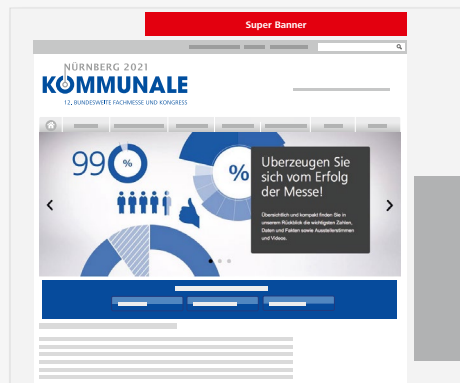 Super Banner
NÜRNBERG 2021
KOMMUNALE
12. BUNDESWEITE FACHMESSE UND KONGRESS
99
%
%
Überzeugen Sie
sich vom Erfolg
der Messe!
Übersichtlich und kompakt finden Sie in
unserem Rückblick die wichtigsten Zahlen,
Daten und Fakten sowie Ausstellerstimmen
und Videos.